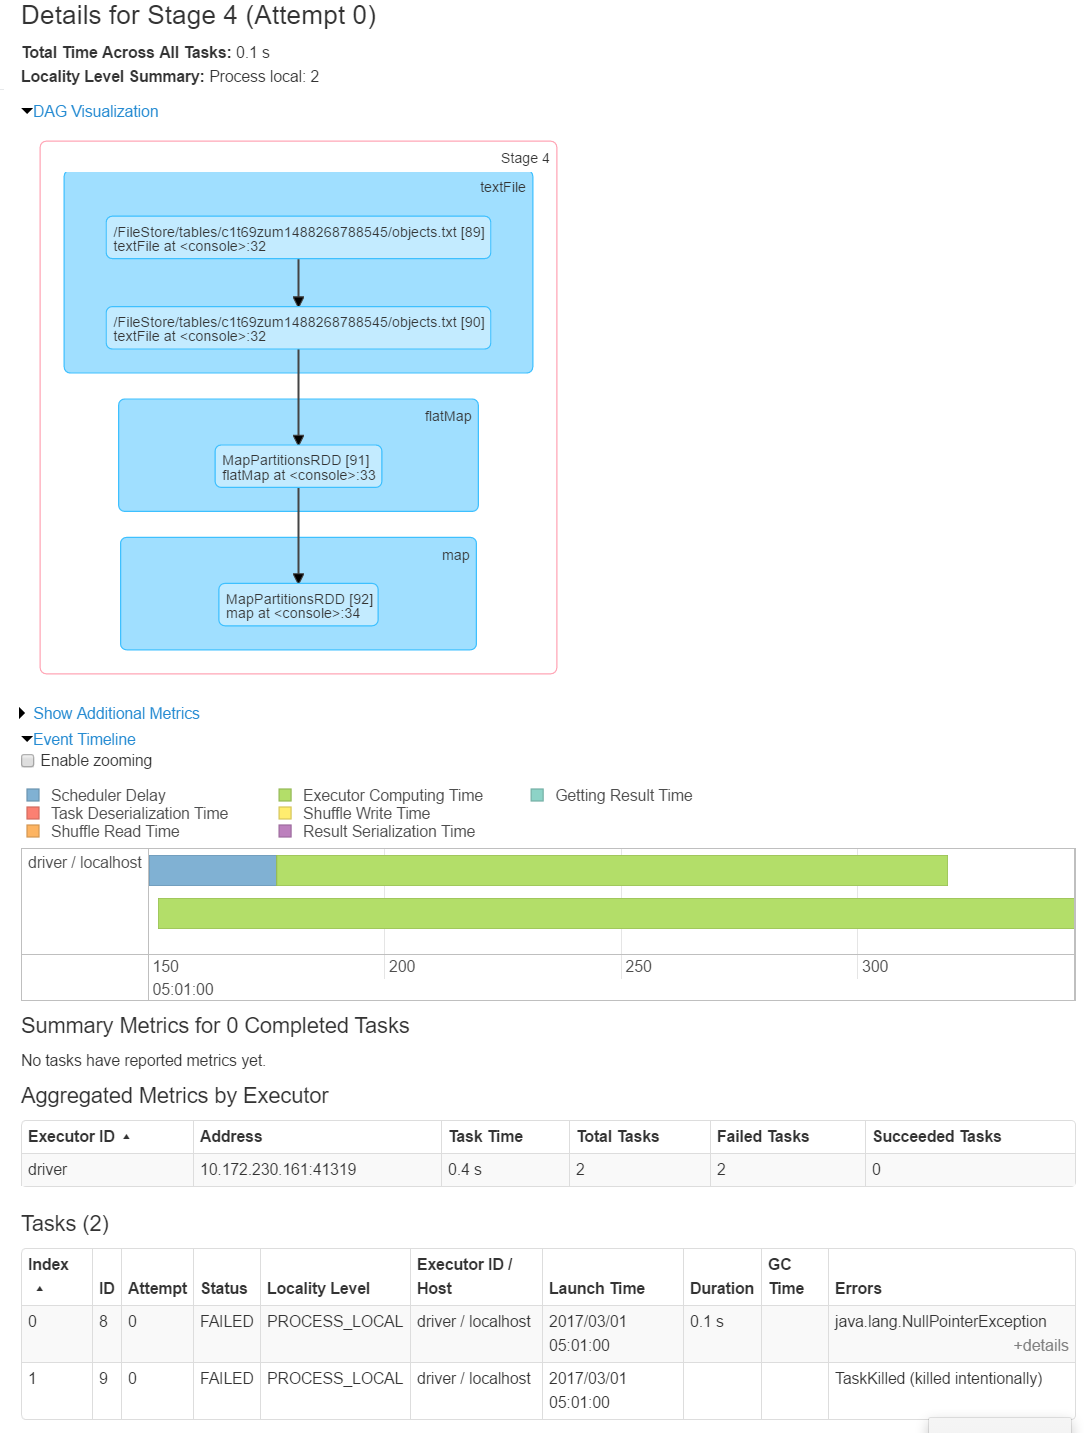 Details for Stage 4 (Attempt 0)
Total Time Across All Tasks: 0.1 s
Locality Level Summary: Process local: 2
DAG Visualization
Stage 4
textFile
/FileStore/tables/c1t69zum1488268788545/objects.txt [89]
textFile at <console>:32
/FileStore/tables/c1t69zum1488268788545/objects.txt [90]
textFile at <console>:32
flatMap
MapPartitionsRDD [91]
flatMap at <console>:33
map
MapPartitionsRDD [92]
map at <console>:34
Show Additional Metrics
Event Timeline
Enable zooming
Scheduler Delay Executor Computing Time Getting Result Time
Task Deserialization Time Shuffle Write Time
Shuffle Read Time Result Serialization Time
driver / localhost
150 200 250 300
05:01:00
Summary Metrics for 0 Completed Tasks
No tasks have reported metrics yet.
Aggregated Metrics by Executor
Executor ID Address Task Time Total Tasks Failed Tasks Succeeded Tasks
driver 10.172.230.161:41319 0.4 s 2 2 0
Tasks (2)
Index ID Attempt Status Locality Level Executor ID / Host Launch Time Duration GC Time Errors
0 8 0 FAILED PROCESS_LOCAL driver / localhost 2017/03/01 0.1 s java.lang.NullPointerException
05:01:00 +details
1 9 0 FAILED PROCESS_LOCAL driver / localhost 2017/03/01 TaskKilled (killed intentionally)
05:01:00